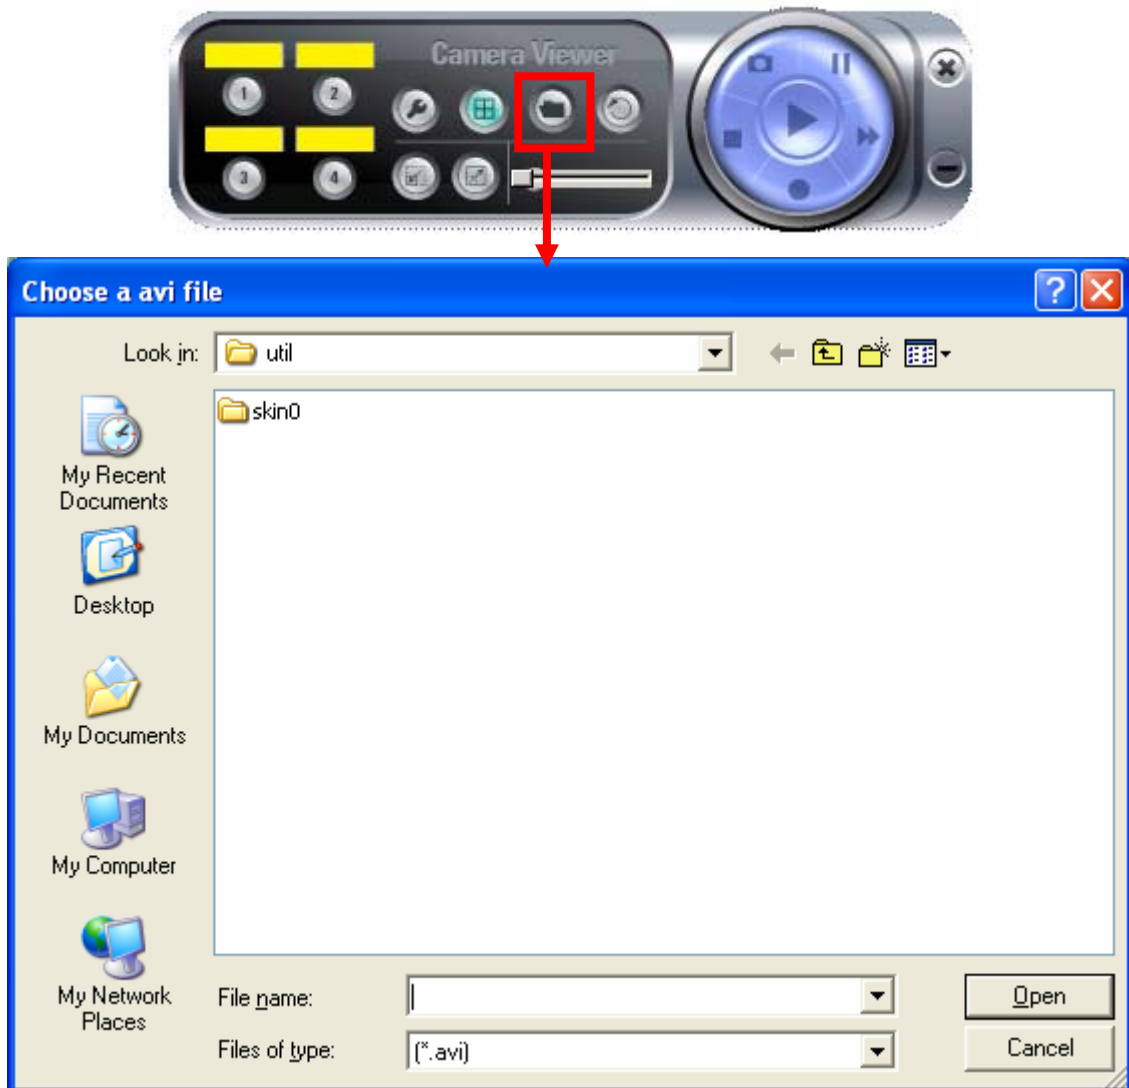 Camera Viewer
1
2
3
4
Choose a avi file
Look in:
util
skin0
My Recent
Documents
Desktop
My Documents
My Computer
My Network
Places
File name:
Open
Files of type:
(*.avi)
Cancel